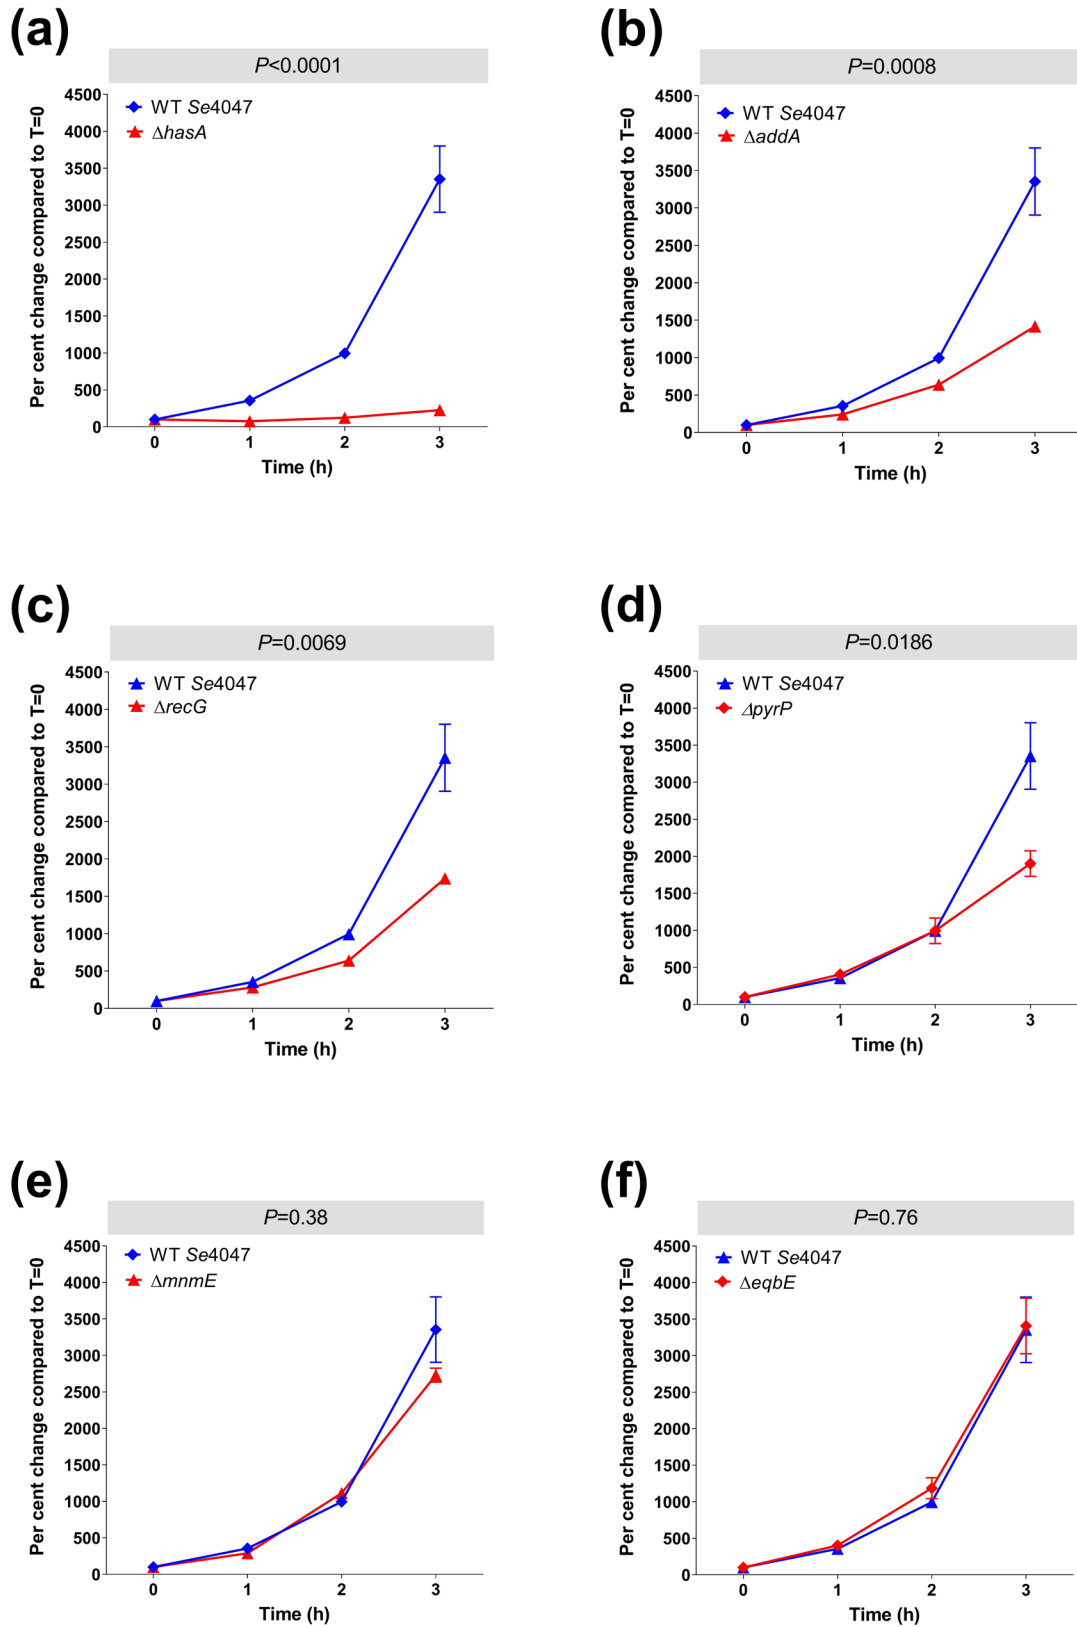 (a)
P<0.0001
WT Se4047
ΔhasA
Per cent change compared to T=0
4500
4000
3500
3000
2500
2000
1500
1000
500
0
0 1 2 3
Time (h)
(b)
P=0.0008
WT Se4047
ΔaddA
Per cent change compared to T=0
4500
4000
3500
3000
2500
2000
1500
1000
500
0
0 1 2 3
Time (h)
(c)
P=0.0069
WT Se4047
ΔrecG
Per cent change compared to T=0
4500
4000
3500
3000
2500
2000
1500
1000
500
0
0 1 2 3
Time (h)
(d)
P=0.0186
WT Se4047
ΔpyrP
Per cent change compared to T=0
4500
4000
3500
3000
2500
2000
1500
1000
500
0
0 1 2 3
Time (h)
(e)
P=0.38
WT Se4047
ΔmnmE
Per cent change compared to T=0
4500
4000
3500
3000
2500
2000
1500
1000
500
0
0 1 2 3
Time (h)
(f)
P=0.76
WT Se4047
ΔeqbE
Per cent change compared to T=0
4500
4000
3500
3000
2500
2000
1500
1000
500
0
0 1 2 3
Time (h)